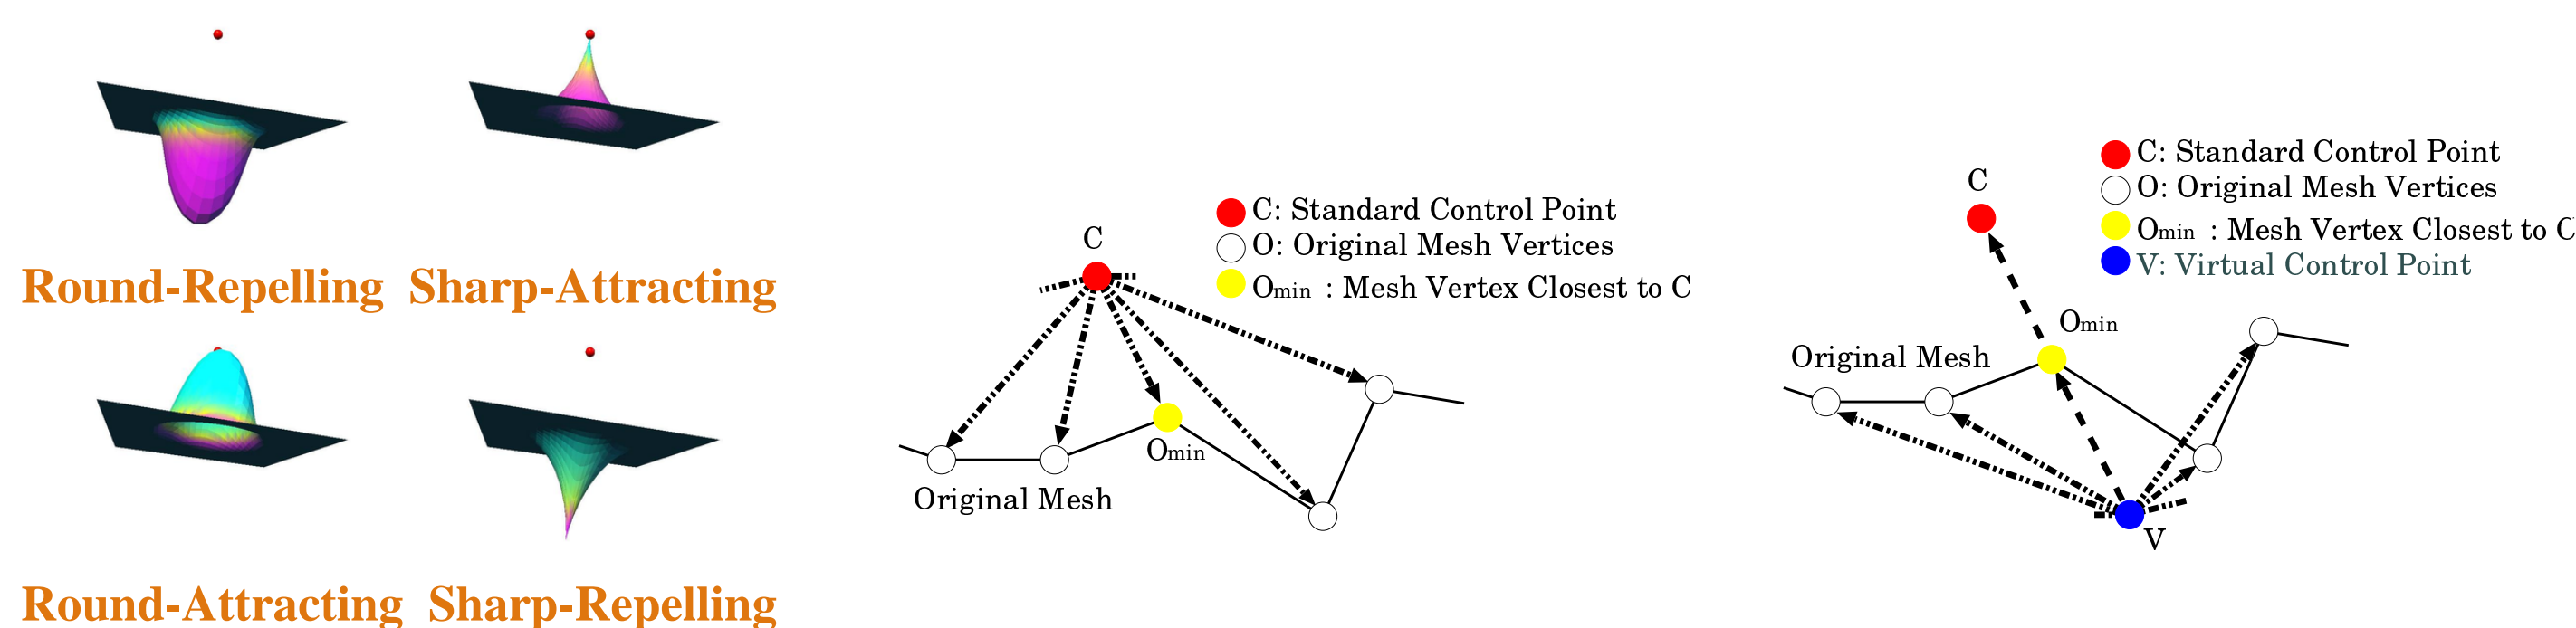 Round-Repelling Sharp-Attracting
Round-Attracting Sharp-Repelling
C
C: Standard Control Point
O: Original Mesh Vertices
Omin : Mesh Vertex Closest to C
Omin
Original Mesh
C
C: Standard Control Point
O: Original Mesh Vertices
Omin : Mesh Vertex Closest to C
V: Virtual Control Point
Omin
Original Mesh
V